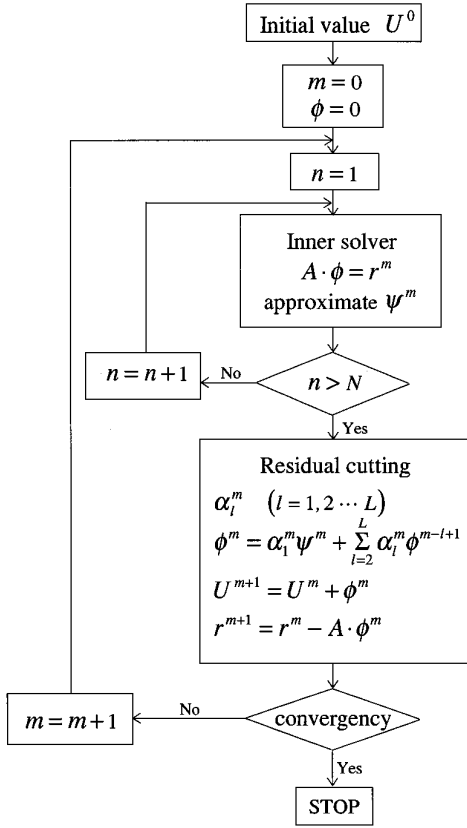 Initial value U^0
m = 0
ϕ = 0
n = 1
Inner solver
A · ϕ = r^m
approximate ψ^m
n = n + 1
No
n > N
Yes
Residual cutting
α_l^m (l = 1, 2 ⋯ L)
ϕ^m = α_1^m ψ^m + ∑_{l=2}^{L} α_l^m ϕ^{m-l+1}
U^{m+1} = U^m + ϕ^m
r^{m+1} = r^m − A · ϕ^m
m = m + 1
No
convergency
Yes
STOP